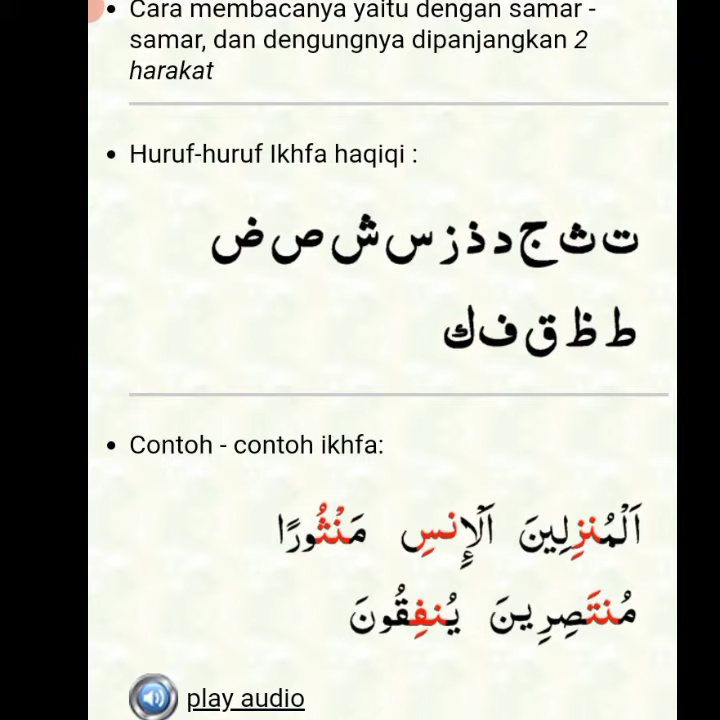 Cara membacanya yaitu dengan samar -
samar, dan dengungnya dipanjangkan 2
harakat
Huruf-huruf Ikhfa haqiqi :
ت ث ج د ذ ز س ش ص ض
ط ظ ق ف ك
Contoh - contoh ikhfa:
اَلْمُنزِلِينَ اَلْإِنسِ مَنْثُورًا
مُنتَصِرِينَ يُنفِقُونَ
play audio